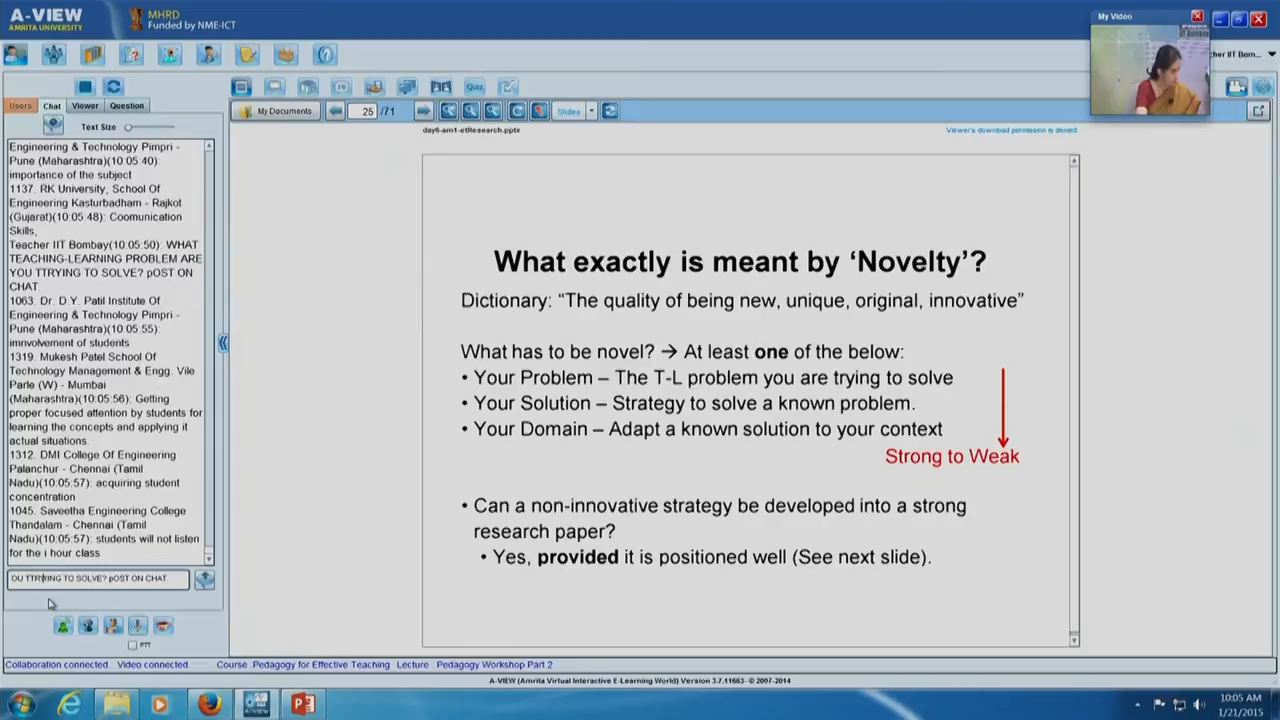 A-VIEW
AMRITA UNIVERSITY
MHRD
Funded by NME-ICT
My Video
her IIT Bom...
Users
Chat
Viewer
Question
Quiz
Text Size
My Documents
25 /71
Slides
day6-am1-etResearch.pptx
Viewer's download permission is denied
Engineering & Technology Pimpri -
Pune (Maharashtra)(10:05:40):
importance of the subject
1137. RK University, School Of
Engineering Kasturbadham - Rajkot
(Gujarat)(10:05:48): Coomunication
Skills,
Teacher IIT Bombay(10:05:50): WHAT
TEACHING-LEARNING PROBLEM ARE
YOU TTRYING TO SOLVE? pOST ON
CHAT.
1063. Dr. D.Y. Patil Institute Of
Engineering & Technology Pimpri -
Pune (Maharashtra)(10:05:55):
imnvolvement of students
1319. Mukesh Patel School Of
Technology Management & Engg. Vile
Parle (W) - Mumbai
(Maharashtra)(10:05:56): Getting
proper focused attention by students for
learning the concepts and applying it
actual situations.
1312. DMI College Of Engineering
Palanchur - Chennai (Tamil
Nadu)(10:05:57): acquiring student
concentration
1045. Saveetha Engineering College
Thandalam - Chennai (Tamil
Nadu)(10:05:57): students will not listen
for the i hour class
OU TTRYING TO SOLVE? pOST ON CHAT.
PTT
What exactly is meant by ‘Novelty’?
Dictionary: “The quality of being new, unique, original, innovative”
What has to be novel? → At least one of the below:
• Your Problem – The T-L problem you are trying to solve
• Your Solution – Strategy to solve a known problem.
• Your Domain – Adapt a known solution to your context
Strong to Weak
• Can a non-innovative strategy be developed into a strong
research paper?
• Yes, provided it is positioned well (See next slide).
Collaboration connected. Video connected. Course Pedagogy for Effective Teaching Lecture Pedagogy Workshop Part 2
A-VIEW (Amrita Virtual Interactive E-Learning World) Version 3.7.11663- © 2007-2014
10:05 AM
1/21/2015